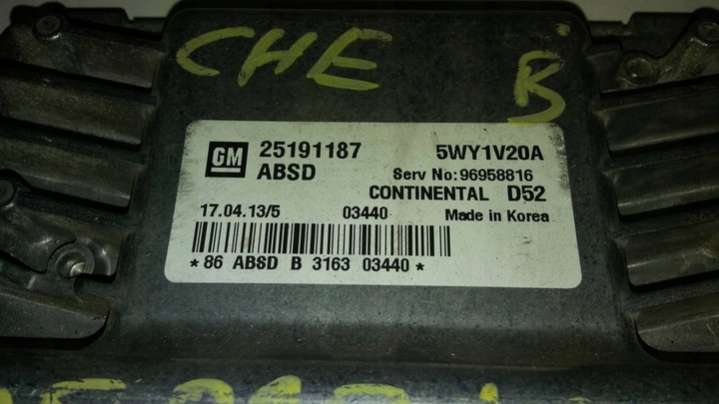 CHE B
GM 25191187 5WY1V20A
ABSD Serv No:96958816
CONTINENTAL D52
17.04.13/5 03440 Made in Korea
*86 ABSD B 3163 03440*